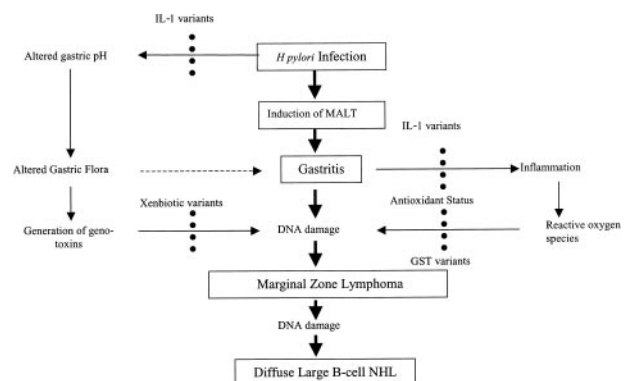 IL-1 variants
Altered gastric pH
H pylori Infection
Induction of MALT
IL-1 variants
Altered Gastric Flora
Gastritis
Inflammation
Xenbiotic variants
Antioxidant Status
Generation of geno-
toxins
DNA damage
Reactive oxygen
species
GST variants
Marginal Zone Lymphoma
DNA damage
Diffuse Large B-cell NHL